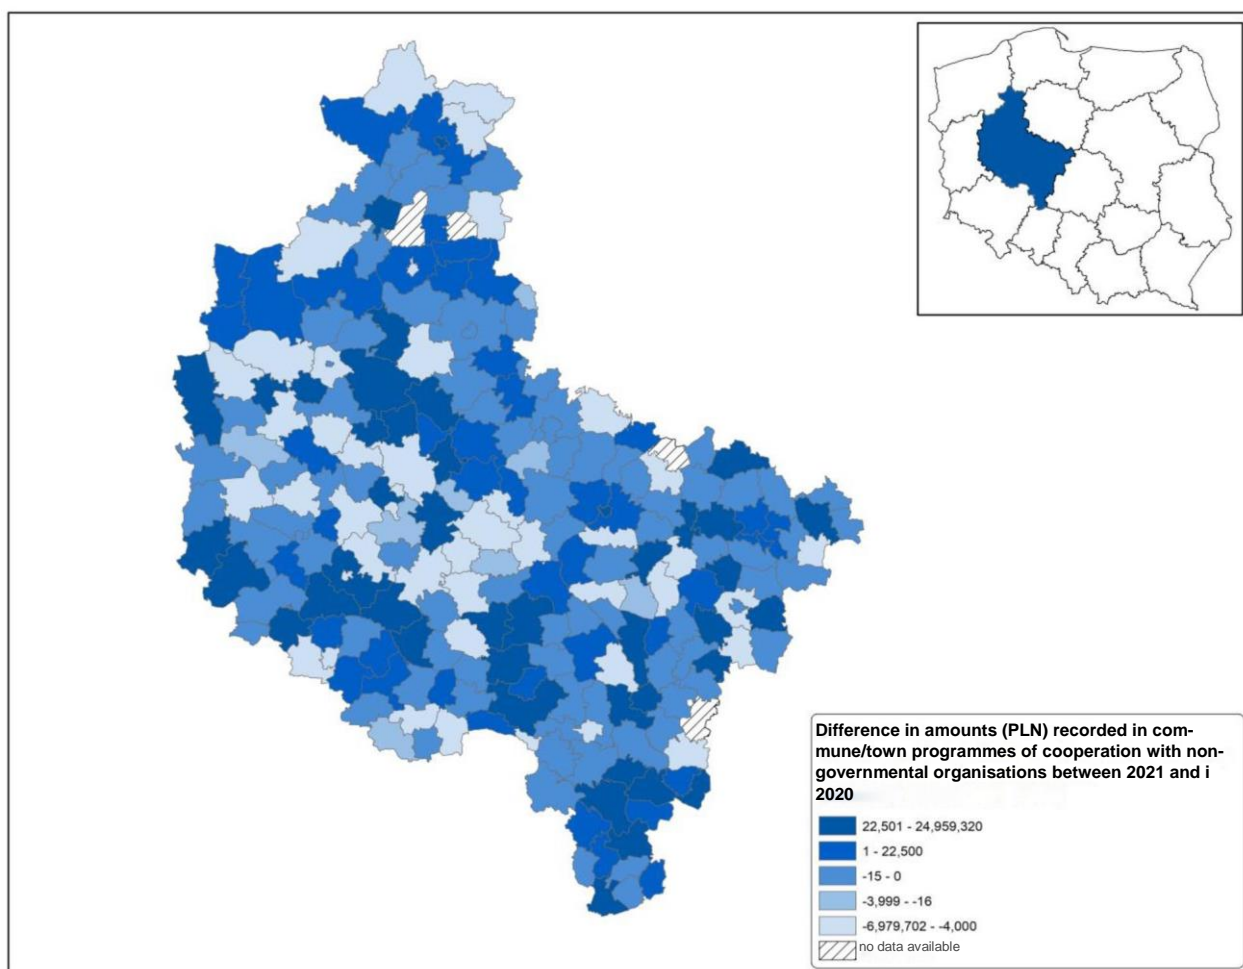 Difference in amounts (PLN) recorded in com-
mune/town programmes of cooperation with non-
governmental organisations between 2021 and i
2020
22,501 - 24,959,320
1 - 22,500
-15 - 0
-3,999 - -16
-6,979,702 - -4,000
no data available